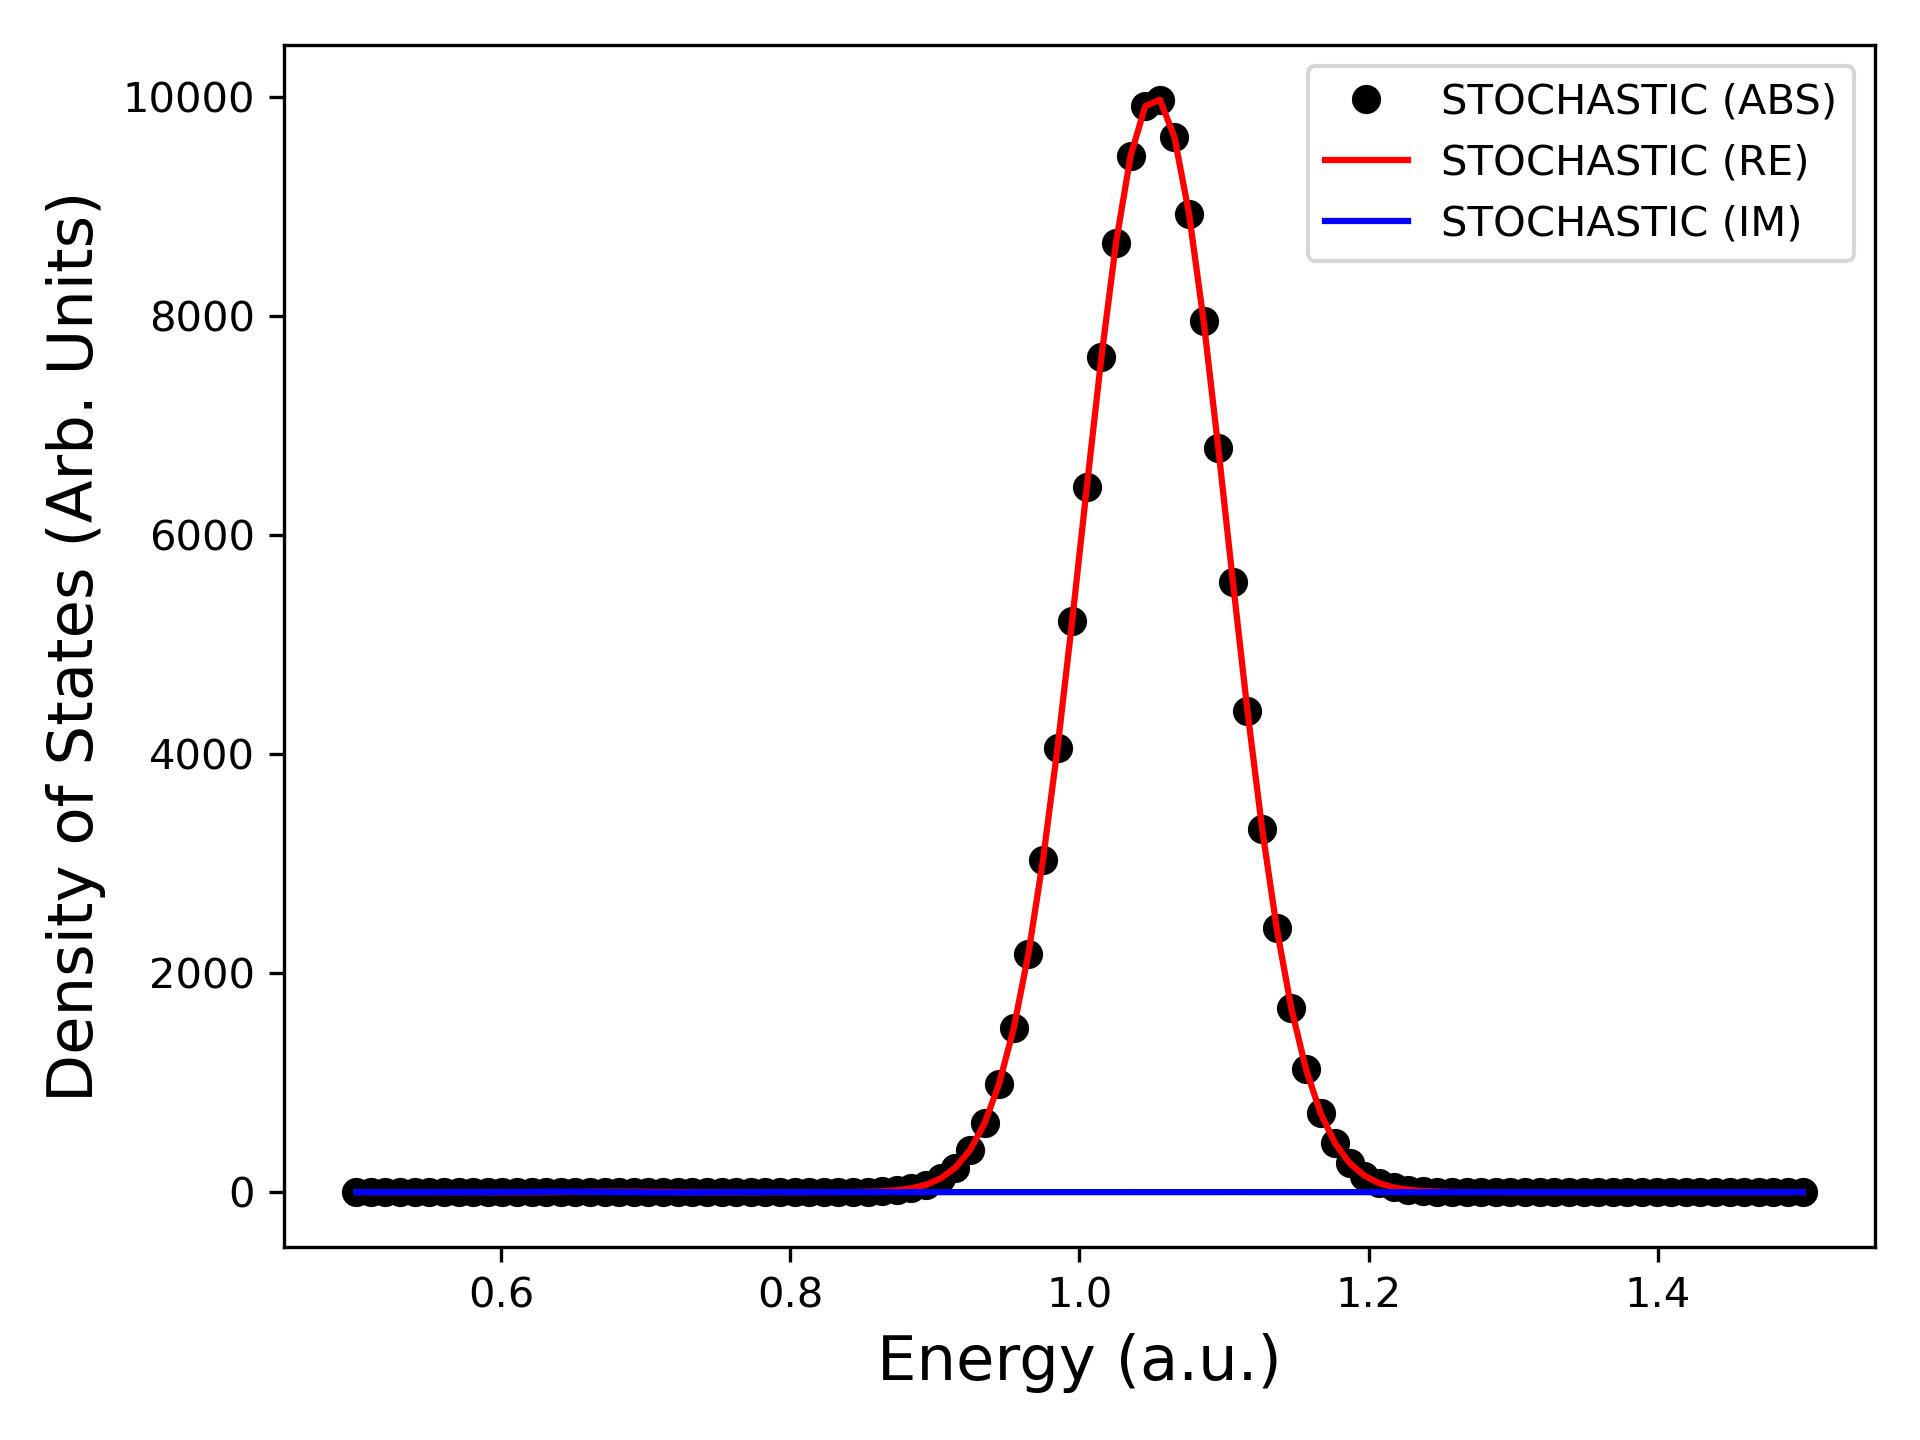 STOCHASTIC (ABS)
STOCHASTIC (RE)
STOCHASTIC (IM)
Density of States (Arb. Units)
10000
8000
6000
4000
2000
0
0.6 0.8 1.0 1.2 1.4
Energy (a.u.)